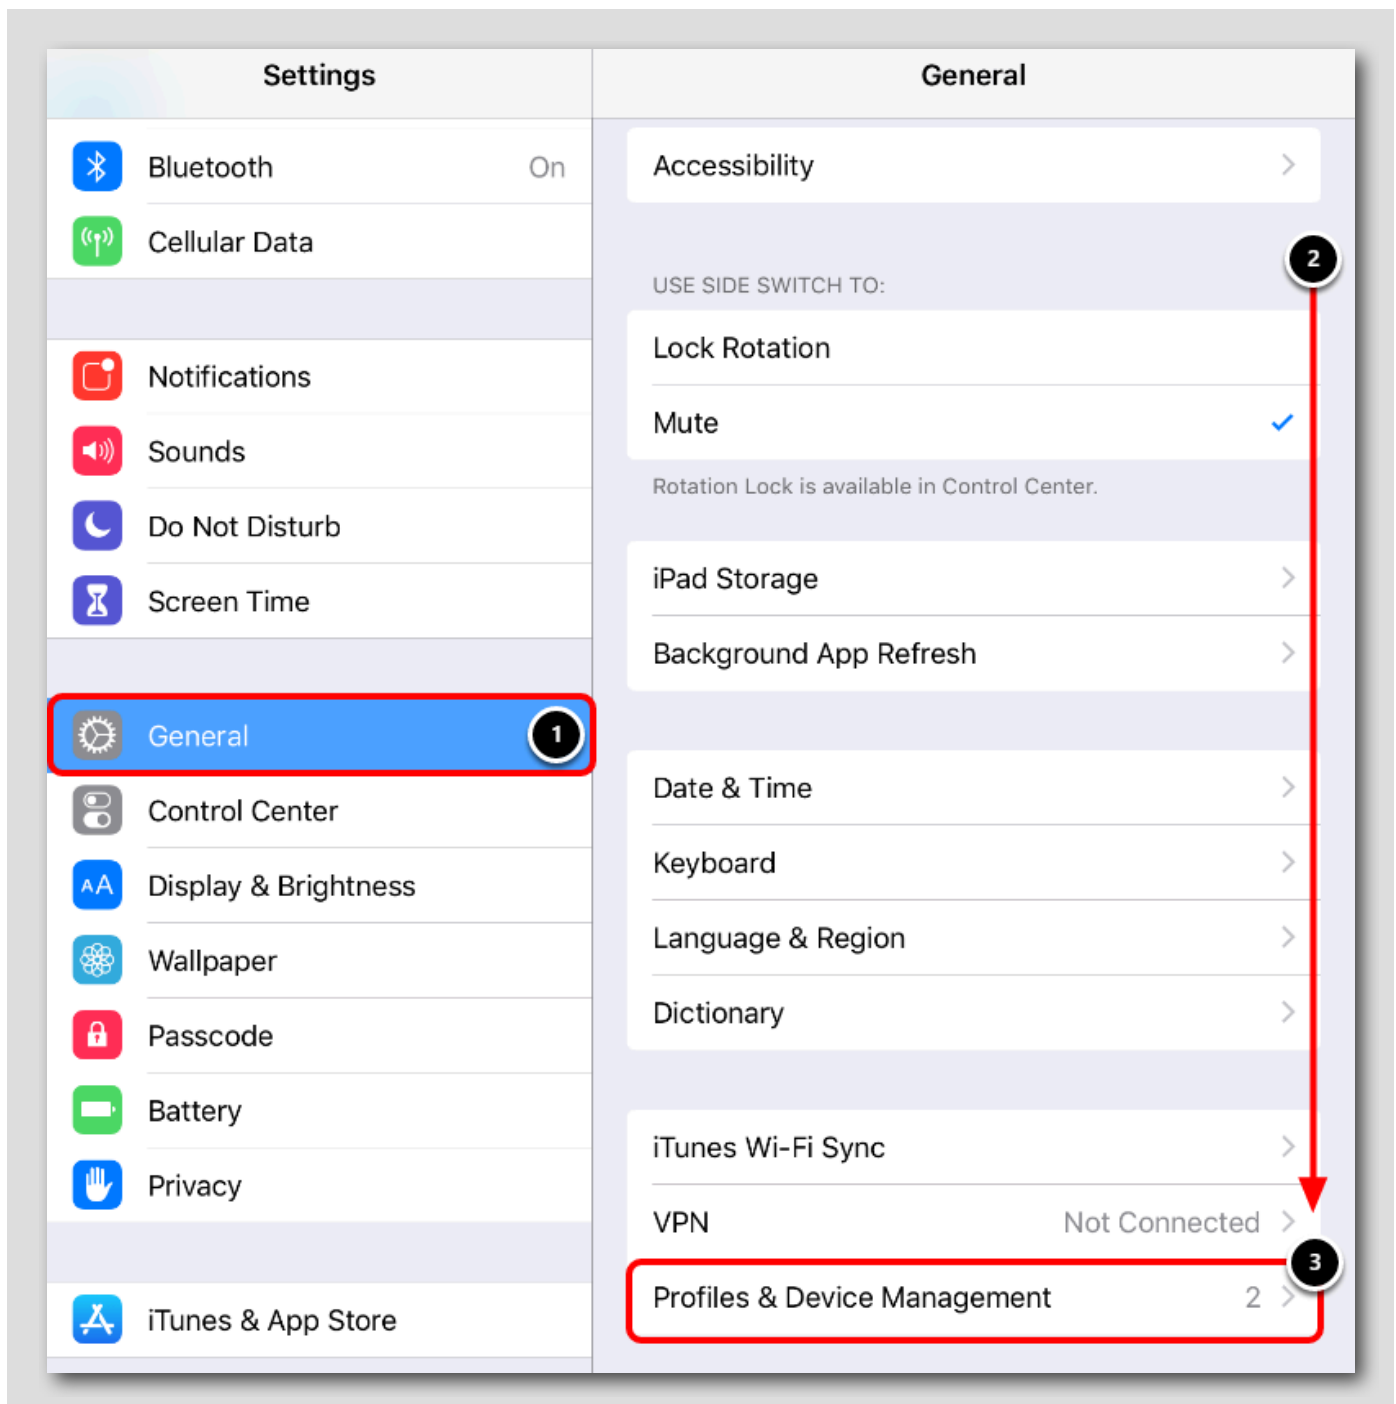 Settings
Bluetooth On
Cellular Data
Notifications
Sounds
Do Not Disturb
Screen Time
General 1
Control Center
AA Display & Brightness
Wallpaper
Passcode
Battery
Privacy
iTunes & App Store
General
Accessibility
2
USE SIDE SWITCH TO:
Lock Rotation
Mute
Rotation Lock is available in Control Center.
iPad Storage
Background App Refresh
Date & Time
Keyboard
Language & Region
Dictionary
iTunes Wi-Fi Sync
VPN Not Connected
3
Profiles & Device Management 2